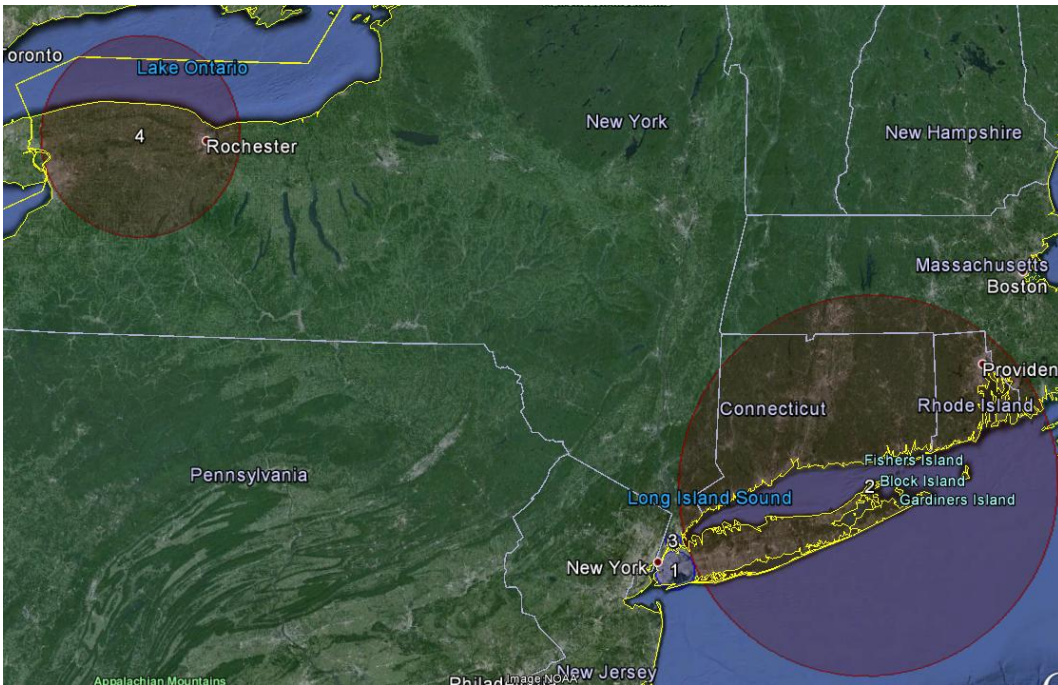 Toronto
Lake Ontario
4
Rochester
New York
New Hampshire
Massachusetts
Boston
Providen
Connecticut
Rhode Island
Pennsylvania
Fishers Island
2
Block Island
Long Island Sound
Gardiners Island
3
New York
1
New Jersey
Image NOAA
Appalachian Mountains